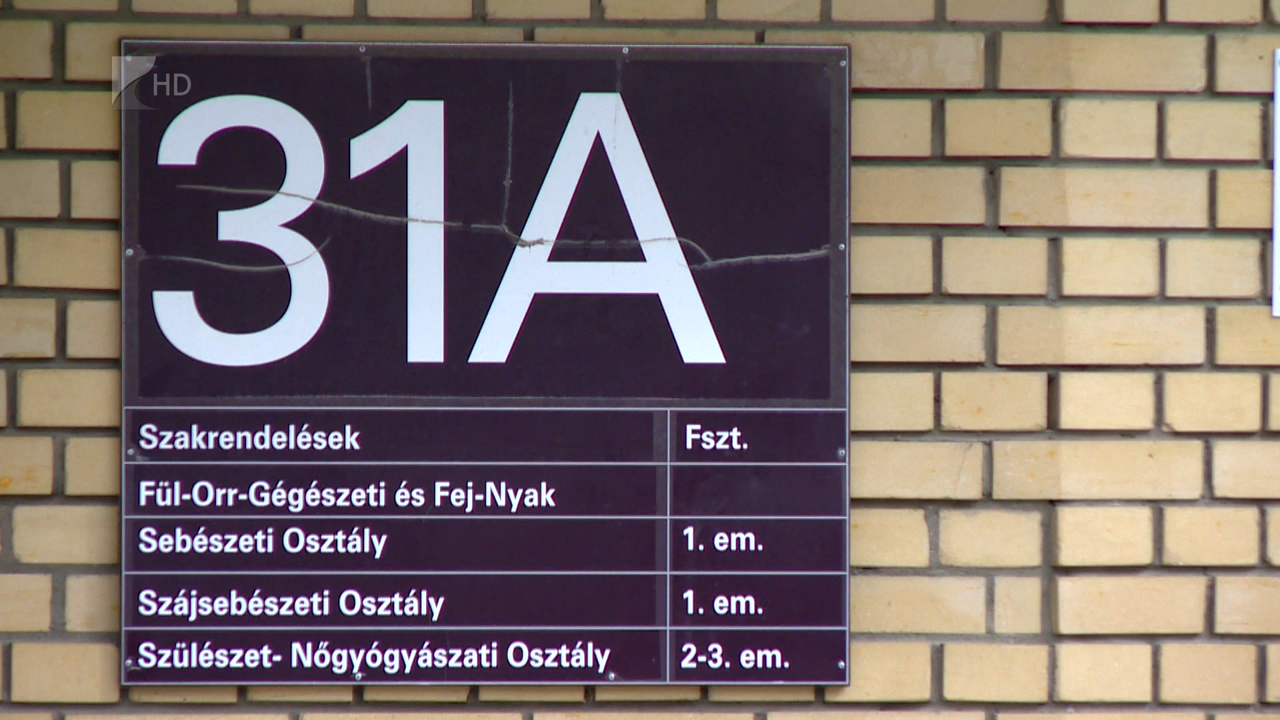 HD
31A
Szakrendelések Fszt.
Fül-Orr-Gégészeti és Fej-Nyak
Sebészeti Osztály 1. em.
Szájsebészeti Osztály 1. em.
Szülészet- Nőgyógyászati Osztály 2-3. em.